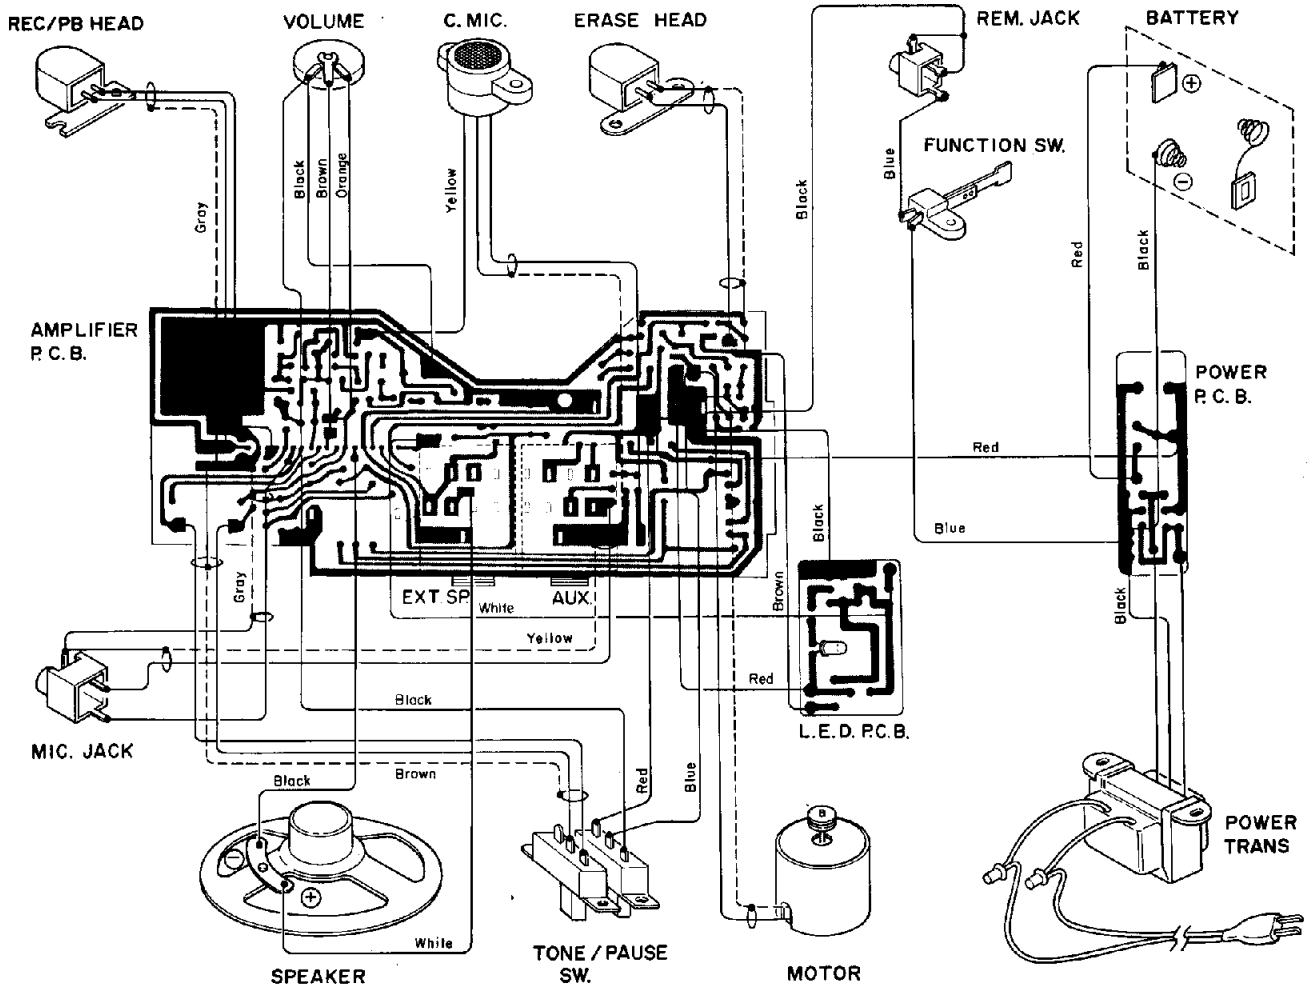 REC/PB HEAD
VOLUME
C. MIC.
ERASE HEAD
REM. JACK
BATTERY
+
-
FUNCTION SW.
Gray
Black
Brown
Orange
Yellow
Black
Blue
Red
Black
AMPLIFIER
P. C. B.
POWER
P. C. B.
Red
Blue
Black
Black
EXT. SP.
White
AUX.
Brown
Gray
Yellow
Red
Black
L.E.D. P.C.B.
MIC. JACK
Black
Brown
Red
Blue
-
+
White
SPEAKER
TONE / PAUSE
SW.
B
MOTOR
POWER
TRANS